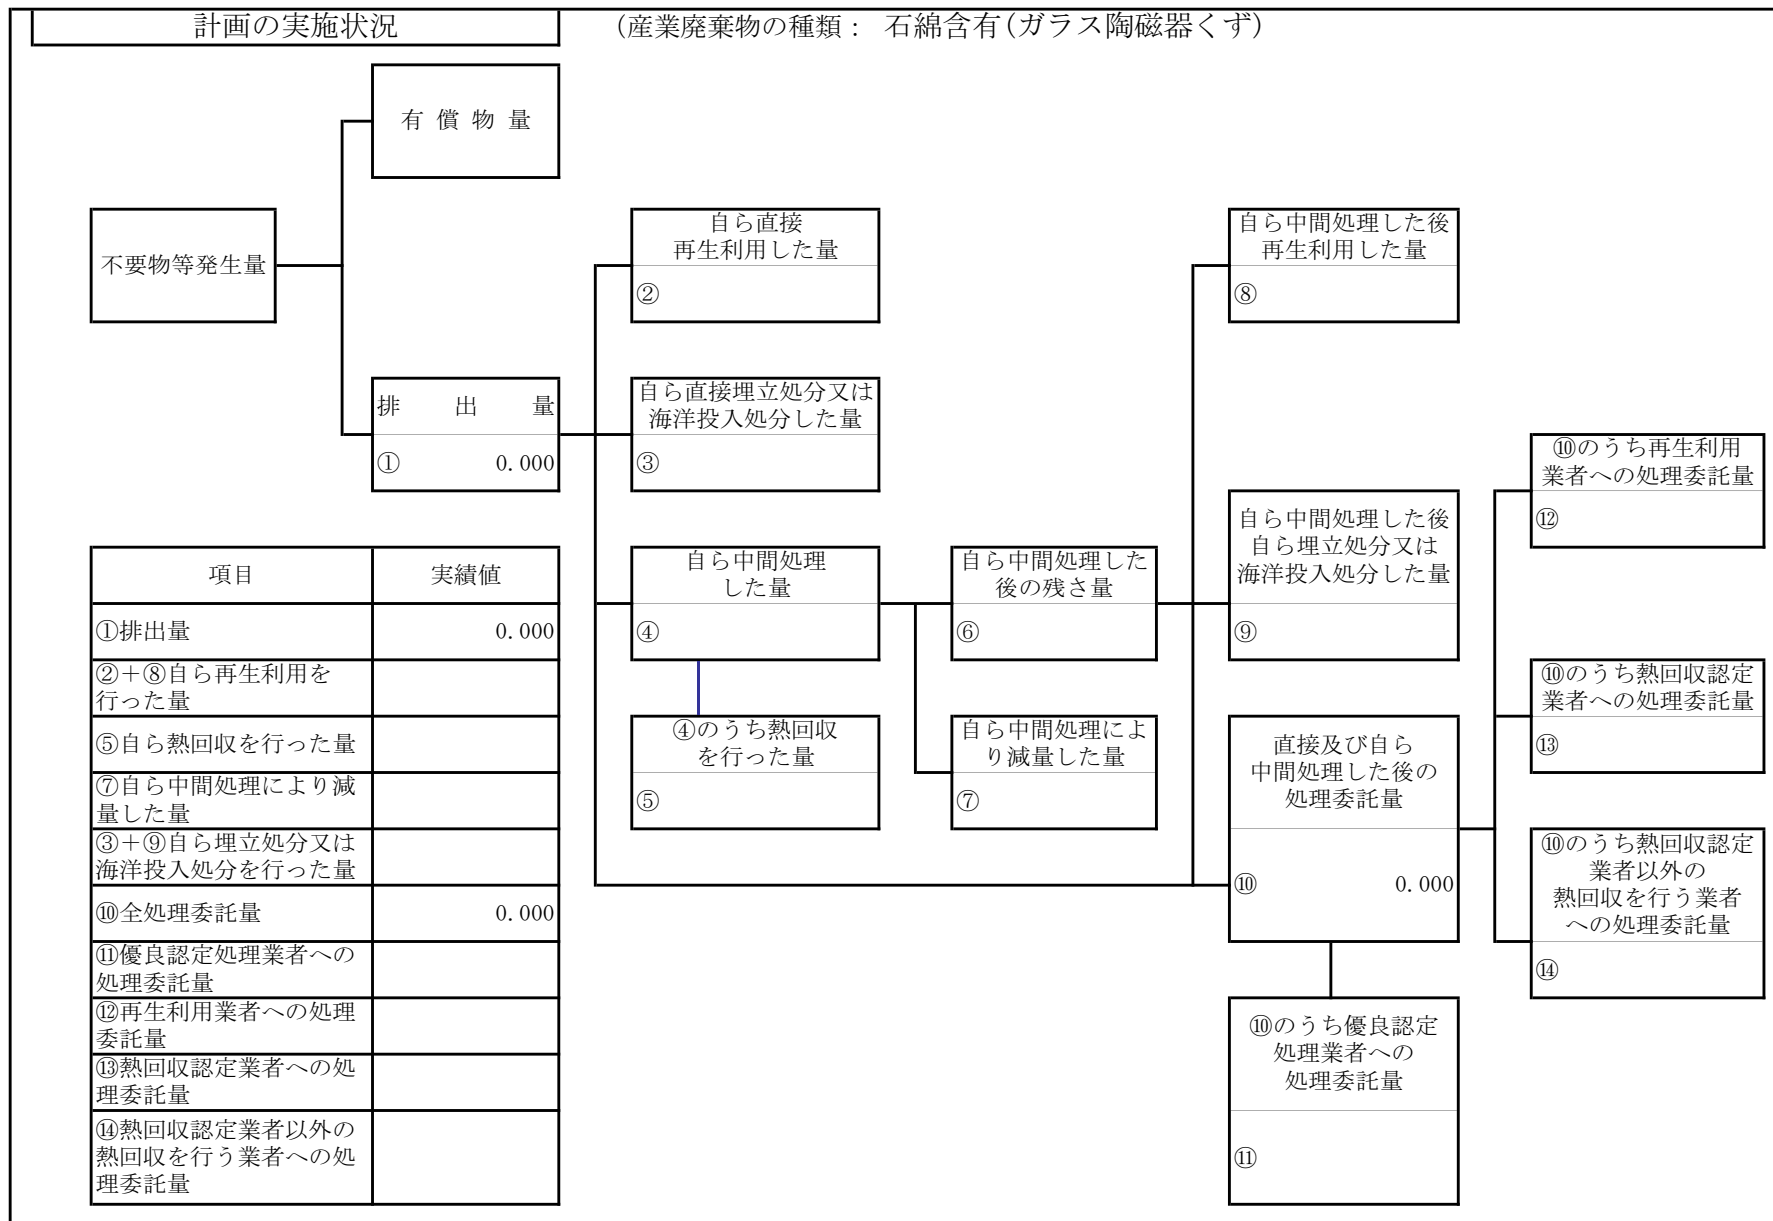 計画の実施状況
(産業廃棄物の種類： 石綿含有(ガラス陶磁器くず)
有 償 物 量
不要物等発生量
自ら直接
再生利用した量
②
自ら中間処理した後
再生利用した量
⑧
排 出 量
① 0.000
自ら直接埋立処分又は
海洋投入処分した量
③
⑩のうち再生利用
業者への処理委託量
⑫
自ら中間処理した後
自ら埋立処分又は
海洋投入処分した量
⑨
自ら中間処理
した量
④
自ら中間処理した
後の残さ量
⑥
④のうち熱回収
を行った量
⑤
自ら中間処理によ
り減量した量
⑦
⑩のうち熱回収認定
業者への処理委託量
⑬
直接及び自ら
中間処理した後の
処理委託量
⑩ 0.000
⑩のうち熱回収認定
業者以外の
熱回収を行う業者
への処理委託量
⑭
⑩のうち優良認定
処理業者への
処理委託量
⑪
項目 実績値
①排出量 0.000
②＋⑧自ら再生利用を
行った量
⑤自ら熱回収を行った量
⑦自ら中間処理により減
量した量
③＋⑨自ら埋立処分又は
海洋投入処分を行った量
⑩全処理委託量 0.000
⑪優良認定処理業者への
処理委託量
⑫再生利用業者への処理
委託量
⑬熱回収認定業者への処
理委託量
⑭熱回収認定業者以外の
熱回収を行う業者への処
理委託量